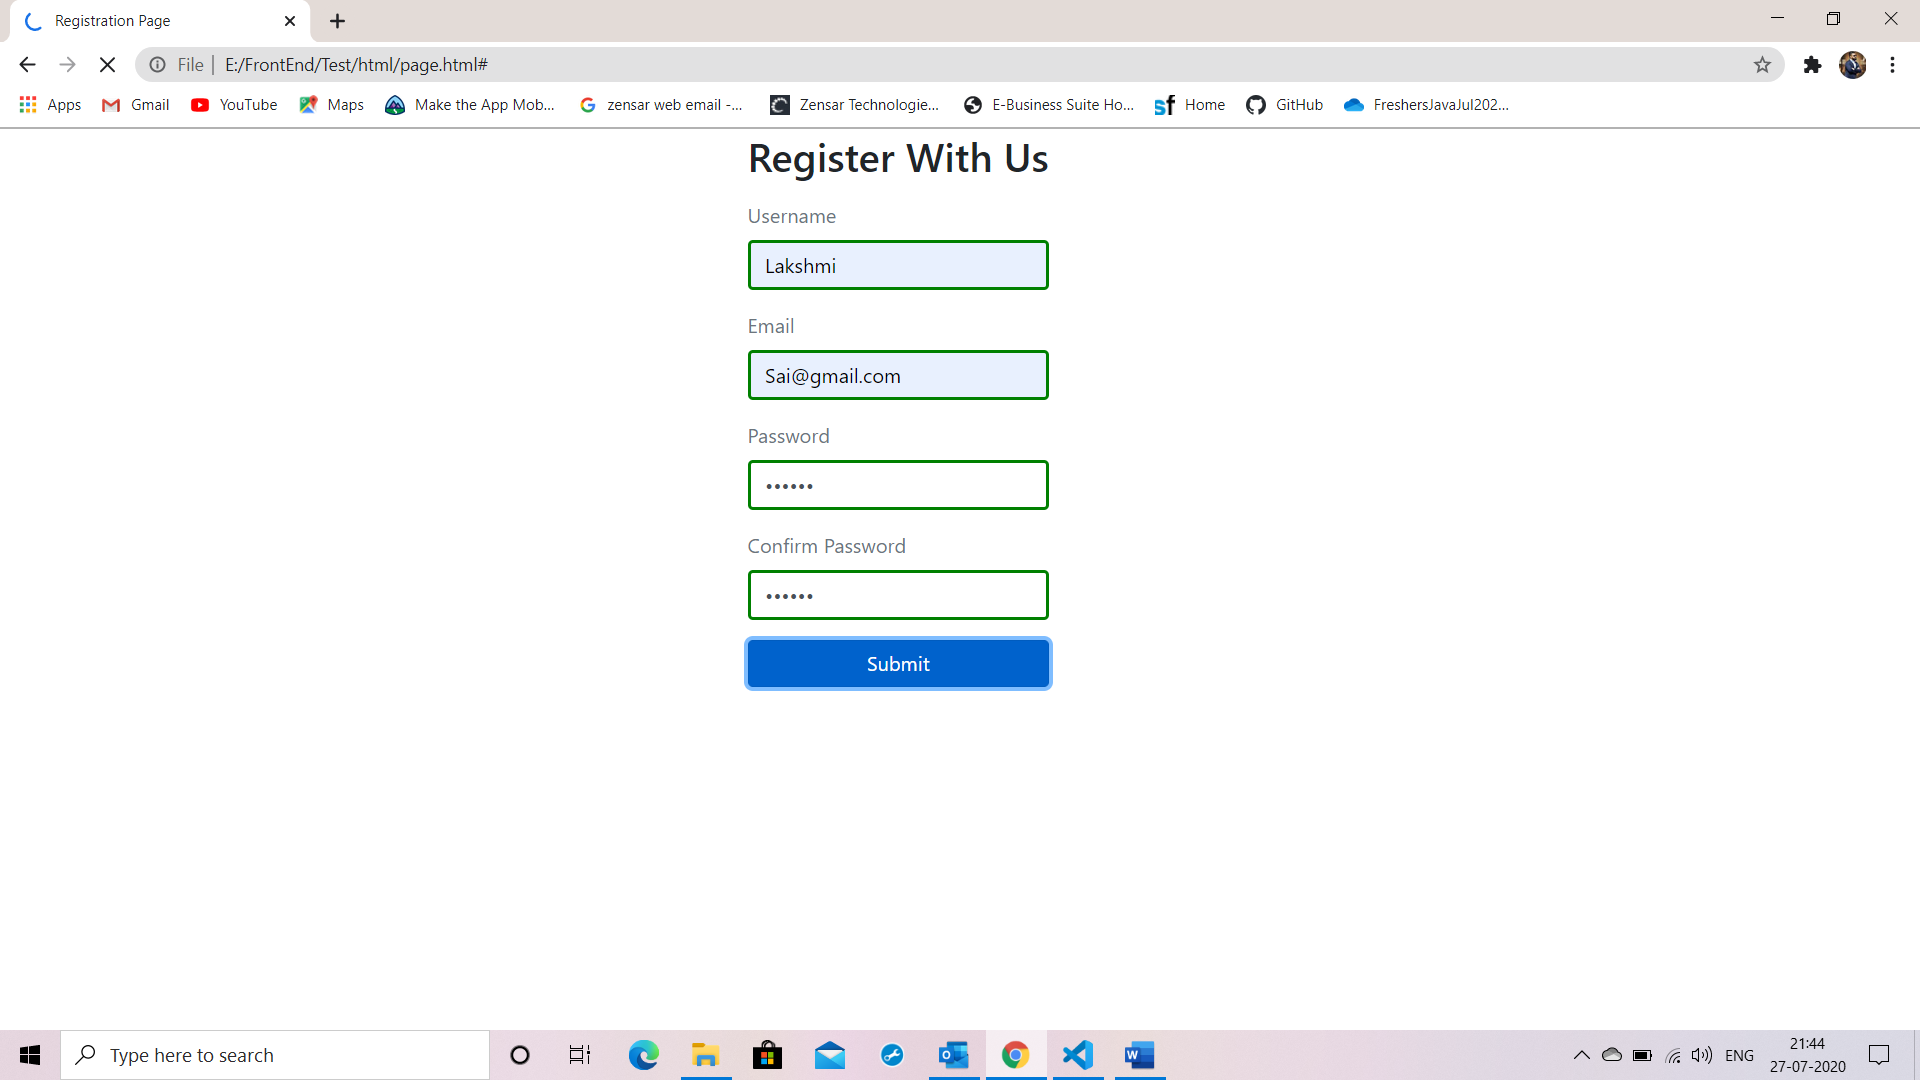 Registration Page
File | E:/FrontEnd/Test/html/page.html#
Apps Gmail YouTube Maps Make the App Mob... zensar web email -... Zensar Technologie... E-Business Suite Ho... sf Home GitHub FreshersJavaJul202...
Register With Us
Username
Lakshmi
Email
Sai@gmail.com
Password
••••••
Confirm Password
••••••
Submit
Type here to search
ENG
21:44
27-07-2020